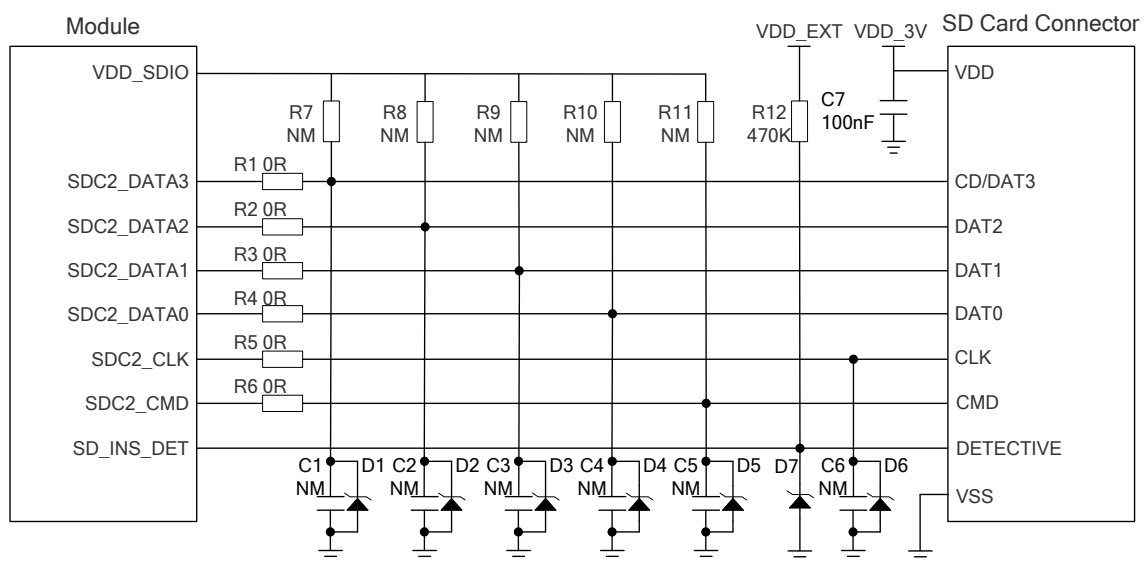 Module
SD Card Connector
VDD_EXT VDD_3V
VDD_SDIO
VDD
R7 NM
R8 NM
R9 NM
R10 NM
R11 NM
R12 470K
C7 100nF
R1 0R
SDC2_DATA3
CD/DAT3
R2 0R
SDC2_DATA2
DAT2
R3 0R
SDC2_DATA1
DAT1
R4 0R
SDC2_DATA0
DAT0
R5 0R
SDC2_CLK
CLK
R6 0R
SDC2_CMD
CMD
SD_INS_DET
DETECTIVE
C1 D1 C2 D2 C3 D3 C4 D4 C5 D5 D7 C6 D6
NM NM NM NM NM NM
VSS